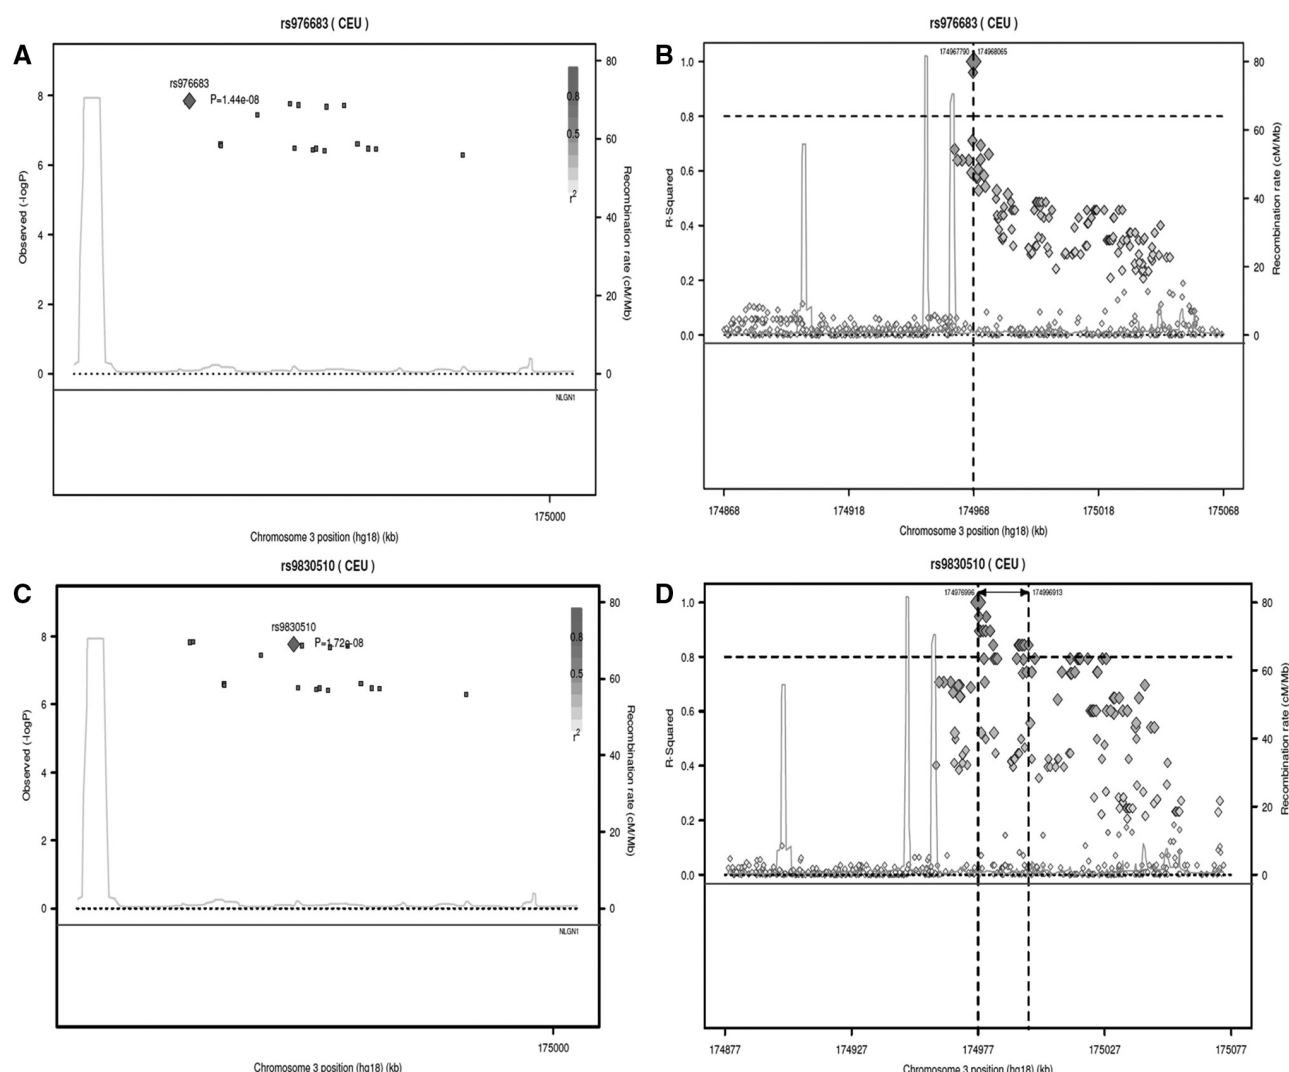 A
rs976683 ( CEU )
Observed (-logP)
8
6
4
2
0
rs976683
P=1.44e-08
0.8
0.5
r2
80
60
40
20
0
Recombination rate (cM/Mb)
NLGN1
175000
Chromosome 3 position (hg18) (kb)
B
rs976683 ( CEU )
174967790 174968065
R-Squared
1.0
0.8
0.6
0.4
0.2
0.0
80
60
40
20
0
Recombination rate (cM/Mb)
174868 174918 174968 175018 175068
Chromosome 3 position (hg18) (kb)
C
rs9830510 ( CEU )
Observed (-logP)
8
6
4
2
0
rs9830510
P=1.72e-08
0.8
0.5
r2
80
60
40
20
0
Recombination rate (cM/Mb)
NLGN1
175000
Chromosome 3 position (hg18) (kb)
D
rs9830510 ( CEU )
174976996 174996913
R-Squared
1.0
0.8
0.6
0.4
0.2
0.0
80
60
40
20
0
Recombination rate (cM/Mb)
174877 174927 174977 175027 175077
Chromosome 3 position (hg18) (kb)